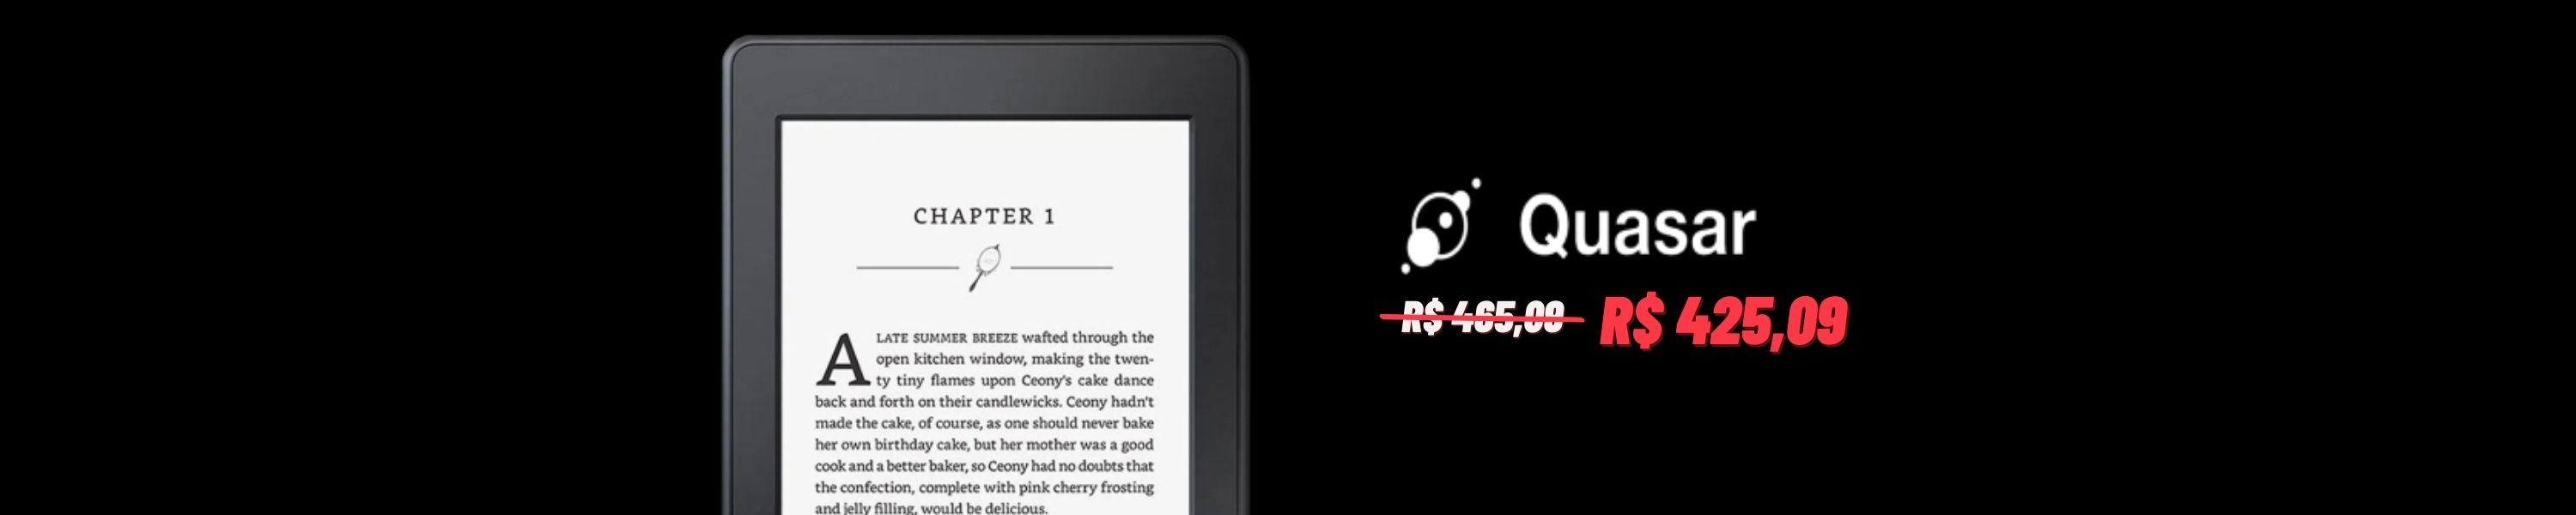 CHAPTER 1
A LATE SUMMER BREEZE wafted through the
open kitchen window, making the twen-
ty tiny flames upon Ceony's cake dance
back and forth on their candlewicks. Ceony hadn't
made the cake, of course, as one should never bake
her own birthday cake, but her mother was a good
cook and a better baker, so Ceony had no doubts that
the confection, complete with pink cherry frosting
and jelly filling, would be delicious.
Quasar
R$ 465,09 R$ 425,09